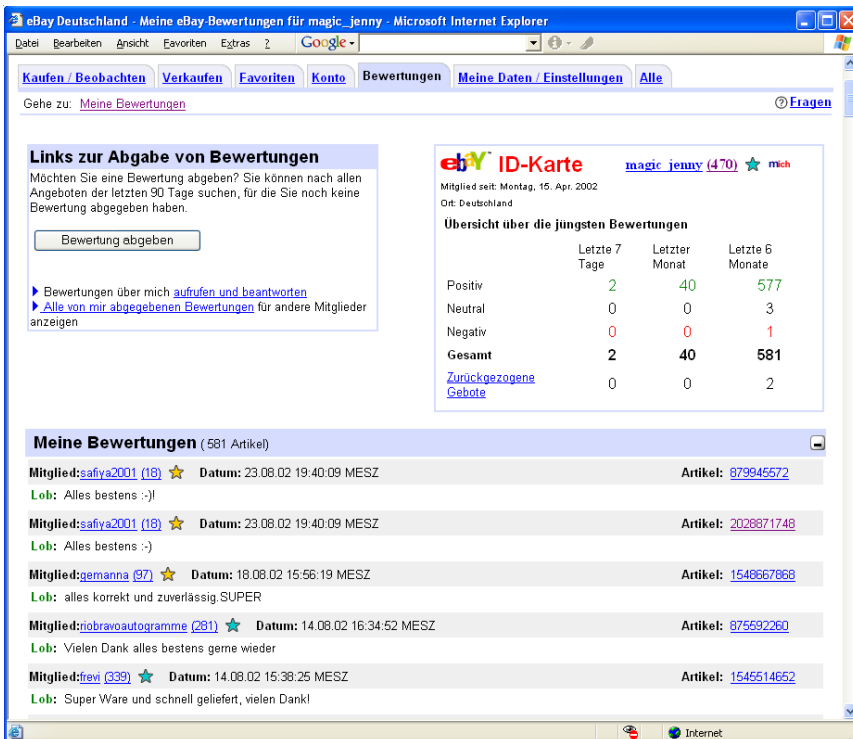 eBay Deutschland - Meine eBay-Bewertungen für magic_jenny - Microsoft Internet Explorer
Datei Bearbeiten Ansicht Favoriten Extras ? Google
Kaufen / Beobachten Verkaufen Favoriten Konto Bewertungen Meine Daten / Einstellungen Alle
Gehe zu: Meine Bewertungen ? Fragen
Links zur Abgabe von Bewertungen
Möchten Sie eine Bewertung abgeben? Sie können nach allen
Angeboten der letzten 90 Tage suchen, für die Sie noch keine
Bewertung abgegeben haben.
Bewertung abgeben
Bewertungen über mich aufrufen und beantworten
Alle von mir abgegebenen Bewertungen für andere Mitglieder
anzeigen
ebaY ID-Karte magic_jenny (470) mich
Mitglied seit: Montag, 15. Apr. 2002
Ort: Deutschland
Übersicht über die jüngsten Bewertungen
Letzte 7 Letzter Letzte 6
Tage Monat Monate
Positiv 2 40 577
Neutral 0 0 3
Negativ 0 0 1
Gesamt 2 40 581
Zurückgezogene
Gebote 0 0 2
Meine Bewertungen ( 581 Artikel)
Mitglied:safiya2001 (18) Datum: 23.08.02 19:40:09 MESZ Artikel: 879945572
Lob: Alles bestens :-)!
Mitglied:safiya2001 (18) Datum: 23.08.02 19:40:09 MESZ Artikel: 2028871748
Lob: Alles bestens :-)
Mitglied:gemanna (97) Datum: 18.08.02 15:56:19 MESZ Artikel: 1548667868
Lob: alles korrekt und zuverlässig.SUPER
Mitglied:riobravoautogramme (281) Datum: 14.08.02 16:34:52 MESZ Artikel: 875592260
Lob: Vielen Dank alles bestens gerne wieder
Mitglied:frevi (339) Datum: 14.08.02 15:38:25 MESZ Artikel: 1545514652
Lob: Super Ware und schnell geliefert, vielen Dank!
Internet